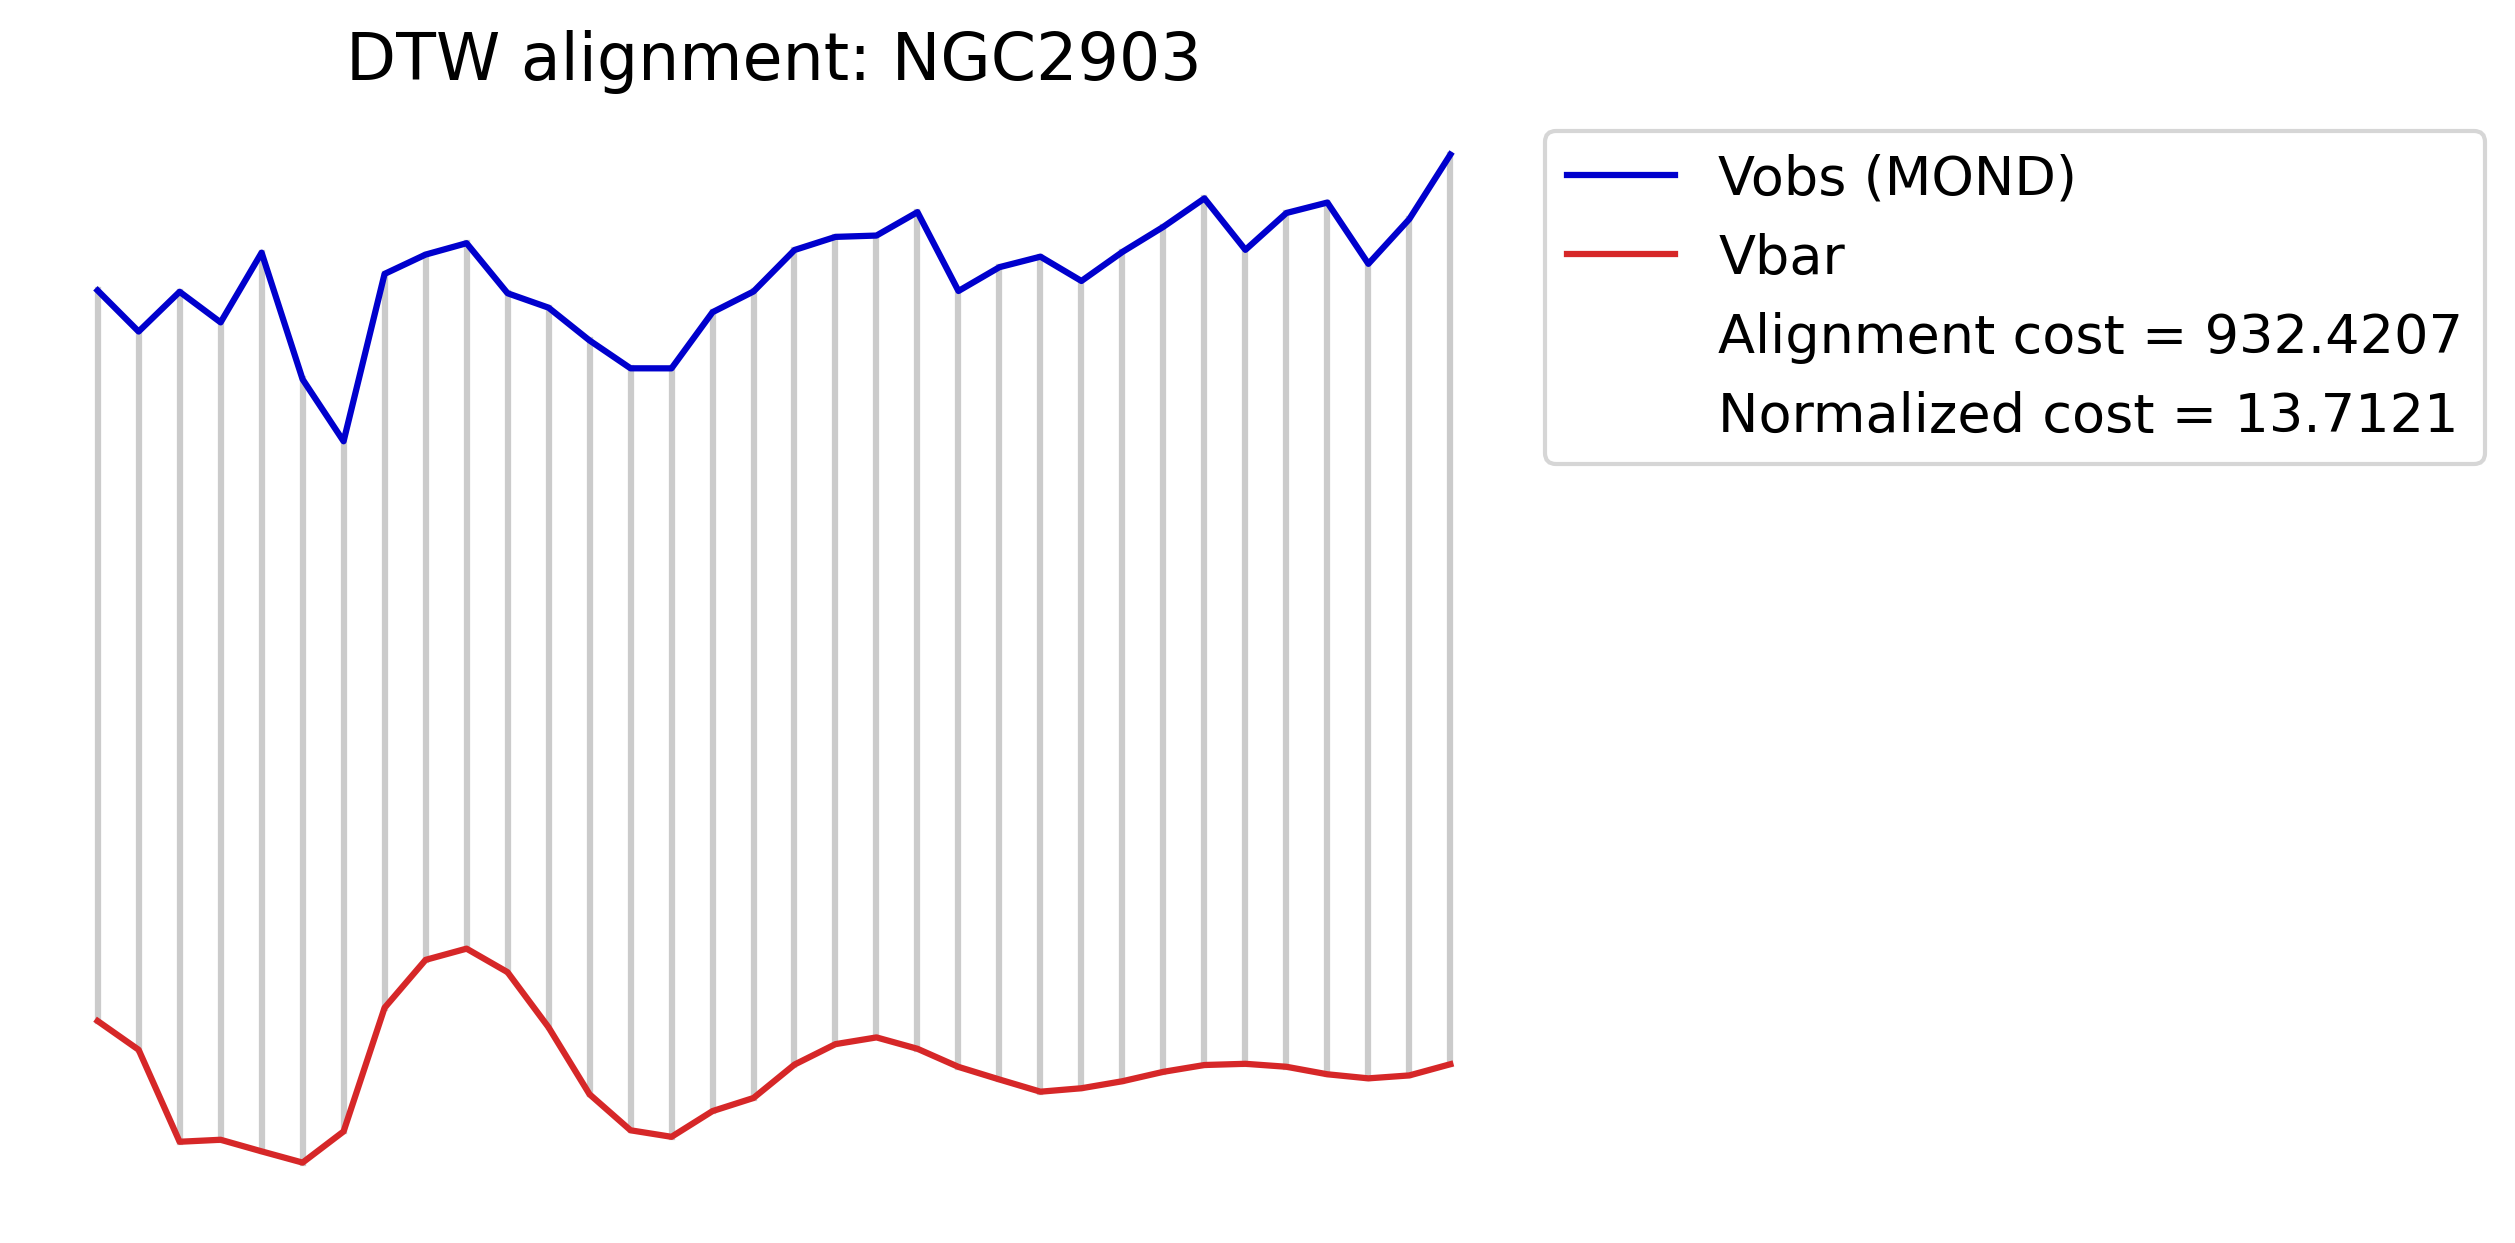 DTW alignment: NGC2903
Vobs (MOND)
Vbar
Alignment cost = 932.4207
Normalized cost = 13.7121